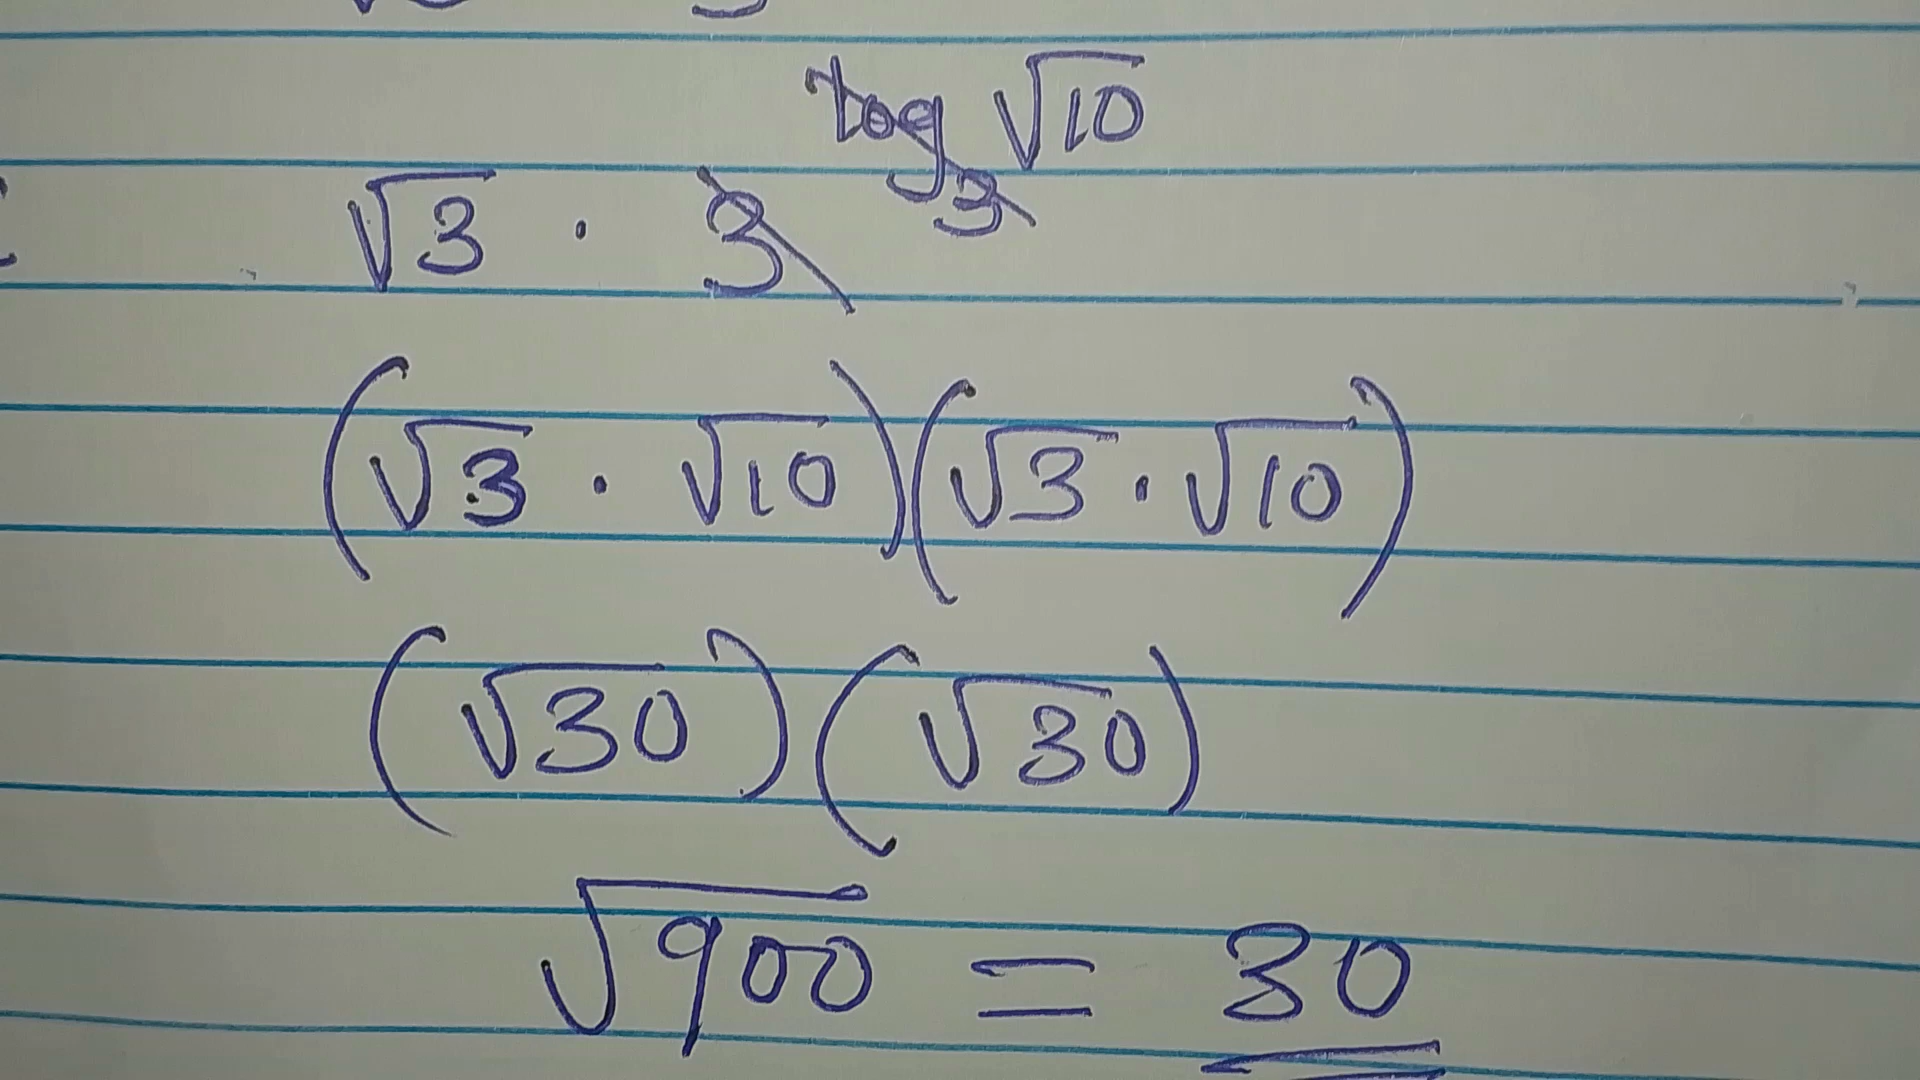 log₃ √10
√3 · 3
(√3 · √10)(√3 · √10)
(√30)(√30)
√900 = 30